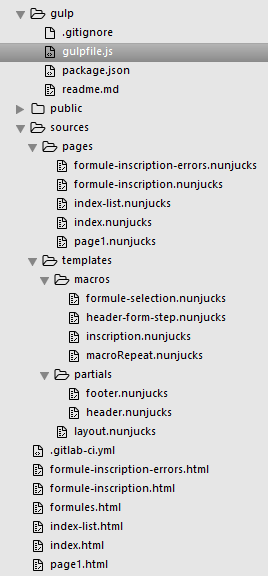 gulp
.gitignore
gulpfile.js
package.json
readme.md
public
sources
pages
formule-inscription-errors.nunjucks
formule-inscription.nunjucks
index-list.nunjucks
index.nunjucks
page1.nunjucks
templates
macros
formule-selection.nunjucks
header-form-step.nunjucks
inscription.nunjucks
macroRepeat.nunjucks
partials
footer.nunjucks
header.nunjucks
layout.nunjucks
.gitlab-ci.yml
formule-inscription-errors.html
formule-inscription.html
formules.html
index-list.html
index.html
page1.html